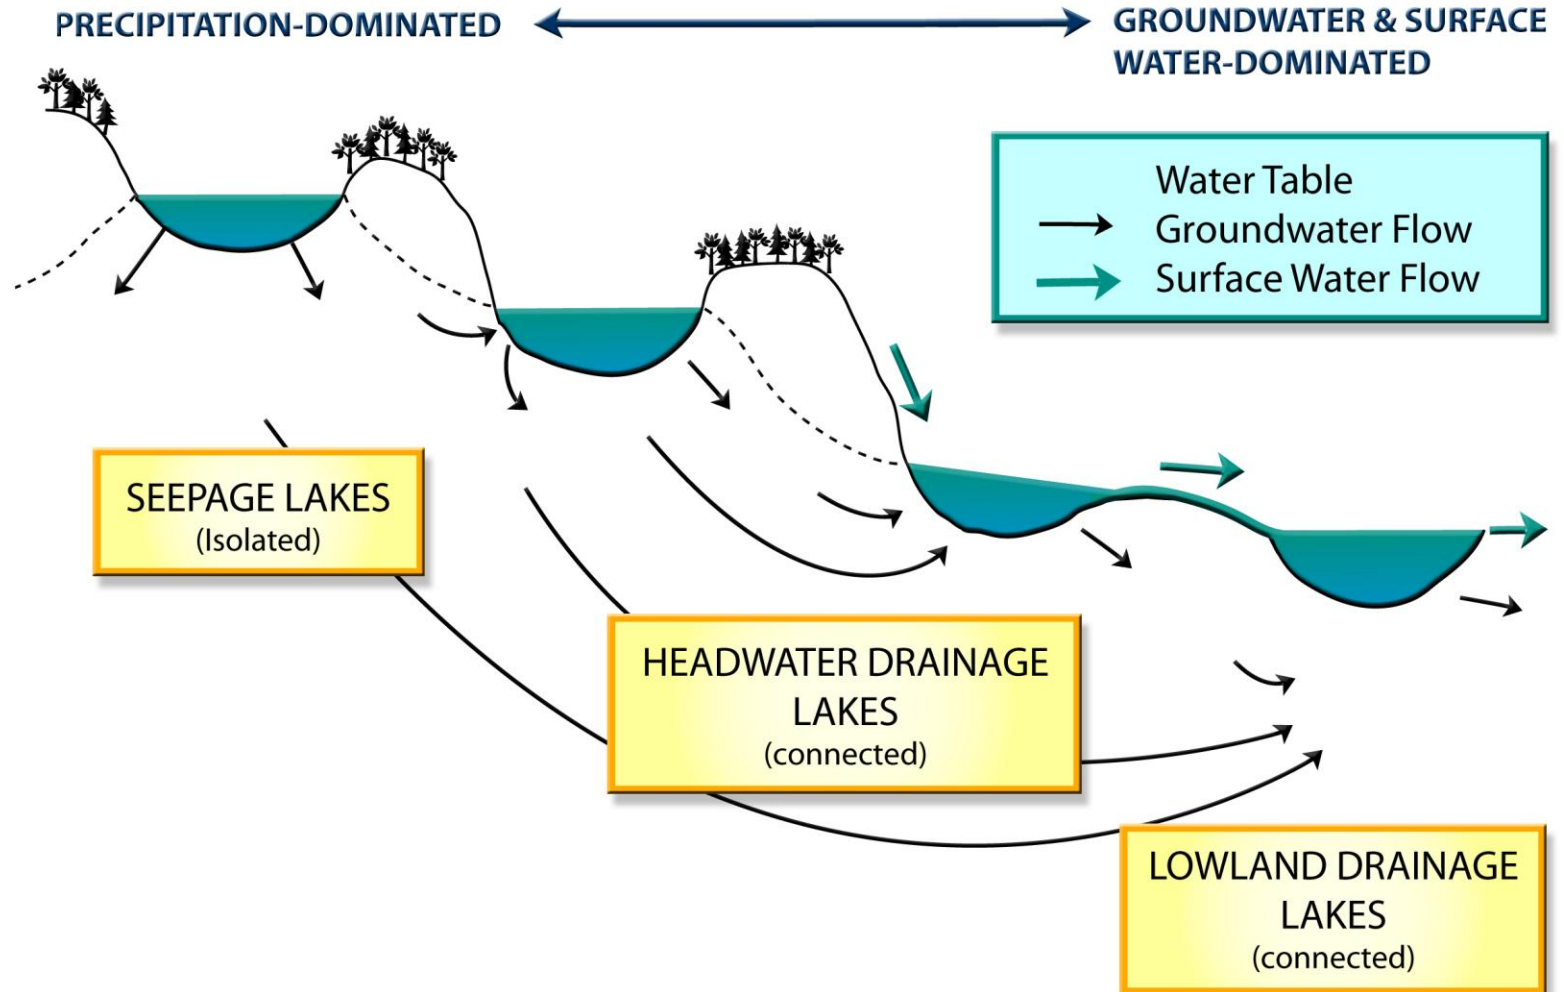 PRECIPITATION-DOMINATED
GROUNDWATER & SURFACE
WATER-DOMINATED
Water Table
Groundwater Flow
Surface Water Flow
SEEPAGE LAKES
(Isolated)
HEADWATER DRAINAGE
LAKES
(connected)
LOWLAND DRAINAGE
LAKES
(connected)